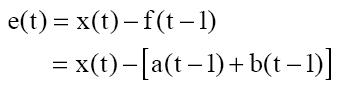 e(t) = x(t) − f(t − 1)
= x(t) − [a(t − 1) + b(t − 1)]